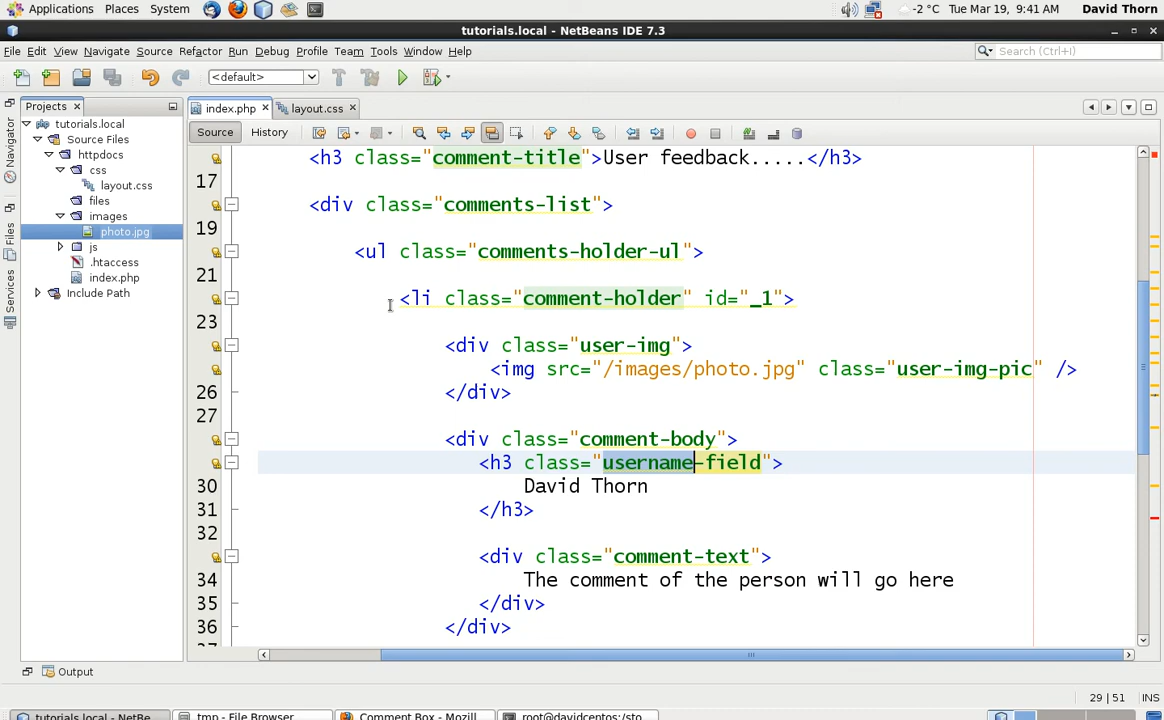 Applications Places System -2 °C Tue Mar 19, 9:41 AM David Thorn
tutorials.local - NetBeans IDE 7.3
File Edit View Navigate Source Refactor Run Debug Profile Team Tools Window Help Search (Ctrl+I)
<default>
Projects index.php layout.css
Source History
Navigator
Files
Services
tutorials.local
Source Files
httpdocs
css
layout.css
files
images
photo.jpg
js
.htaccess
index.php
Include Path
<h3 class="comment-title">User feedback.....</h3>
17
<div class="comments-list">
19
<ul class="comments-holder-ul">
21
<li class="comment-holder" id="_1">
23
<div class="user-img">
<img src="/images/photo.jpg" class="user-img-pic" />
26 </div>
27
<div class="comment-body">
<h3 class="username-field">
30 David Thorn
31 </h3>
32
<div class="comment-text">
34 The comment of the person will go here
35 </div>
36 </div>
Output
29 | 51 INS
tutorials.local - NetBe... tmp - File Browser Comment Box - Mozill... root@davidcentos:/sto...